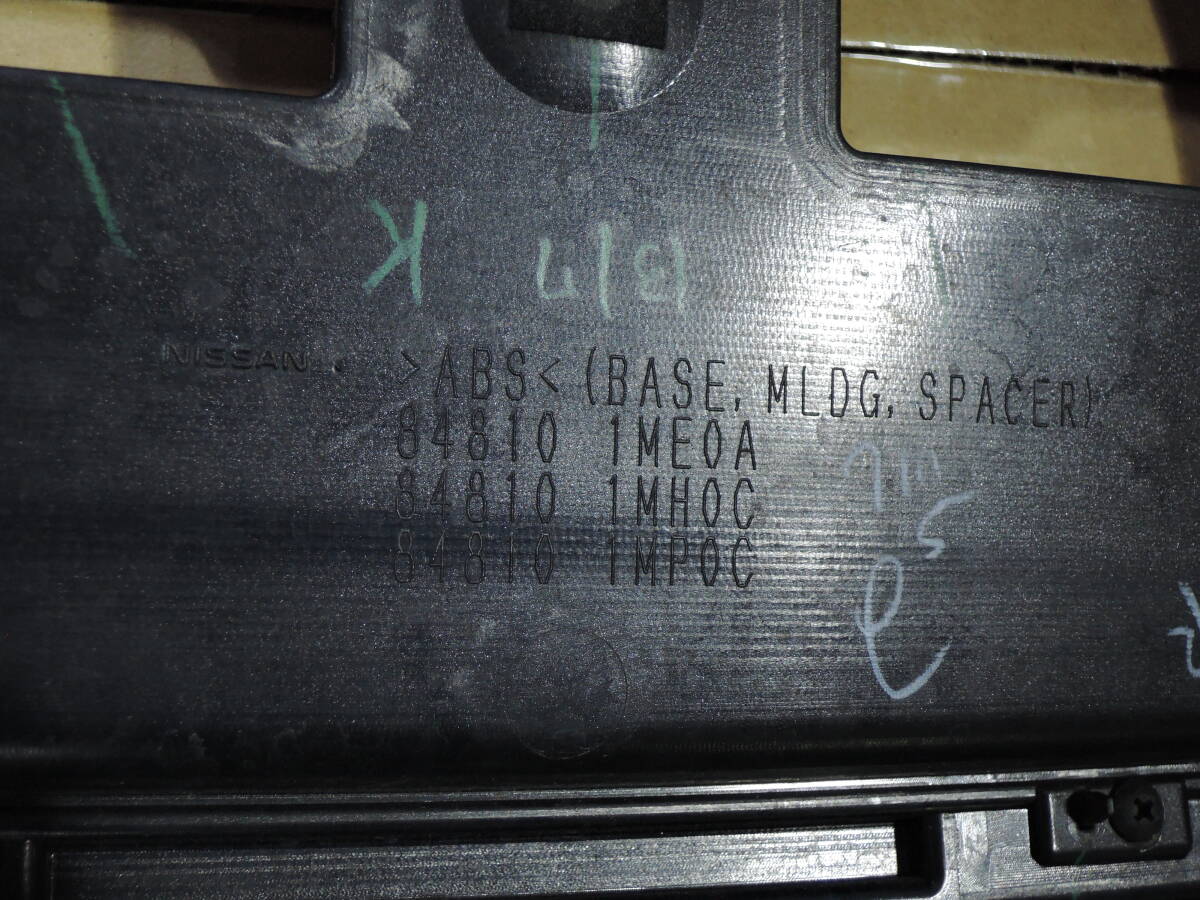 K
NISSAN. >ABS< (BASE, MLDG, SPACER)
84810 1ME0A
84810 1MH0C
84810 1MP0C